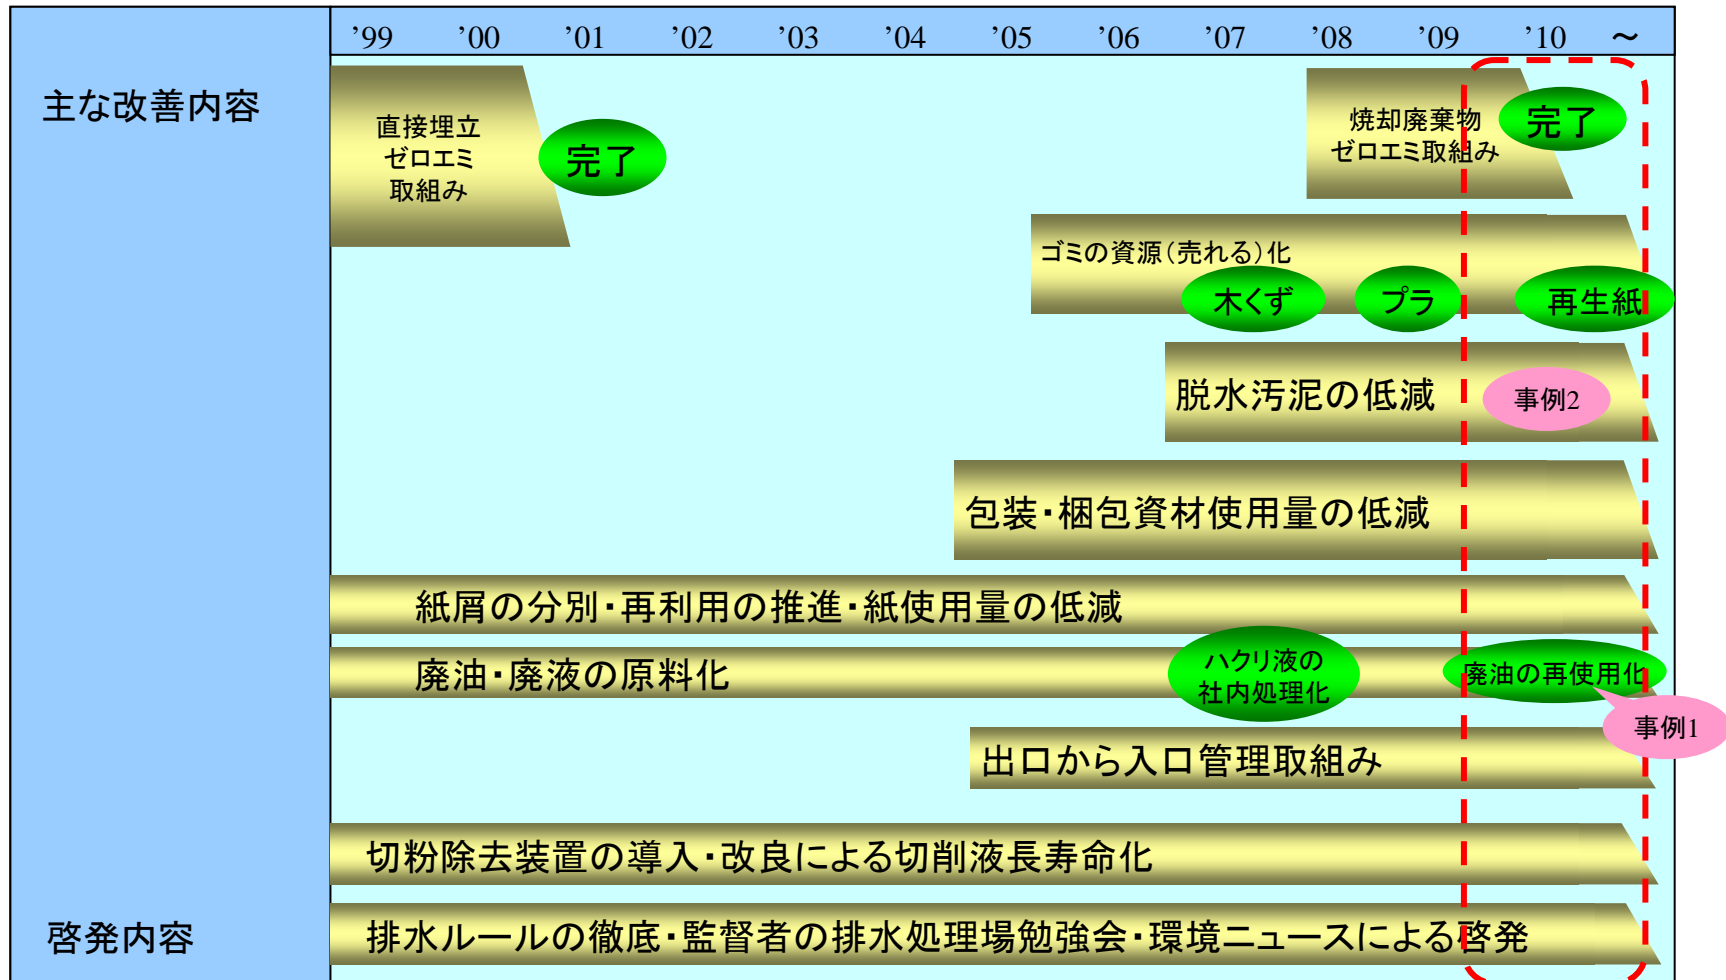 ’99 ’00 ’01 ’02 ’03 ’04 ’05 ’06 ’07 ’08 ’09 ’10 ～
主な改善内容
直接埋立
ゼロエミ
取組み
完了
焼却廃棄物
ゼロエミ取組み
完了
ゴミの資源(売れる)化
木くず
プラ
再生紙
脱水汚泥の低減
事例2
包装・梱包資材使用量の低減
紙屑の分別・再利用の推進・紙使用量の低減
廃油・廃液の原料化
ハクリ液の
社内処理化
廃油の再使用化
事例1
出口から入口管理取組み
切粉除去装置の導入・改良による切削液長寿命化
啓発内容
排水ルールの徹底・監督者の排水処理場勉強会・環境ニュースによる啓発